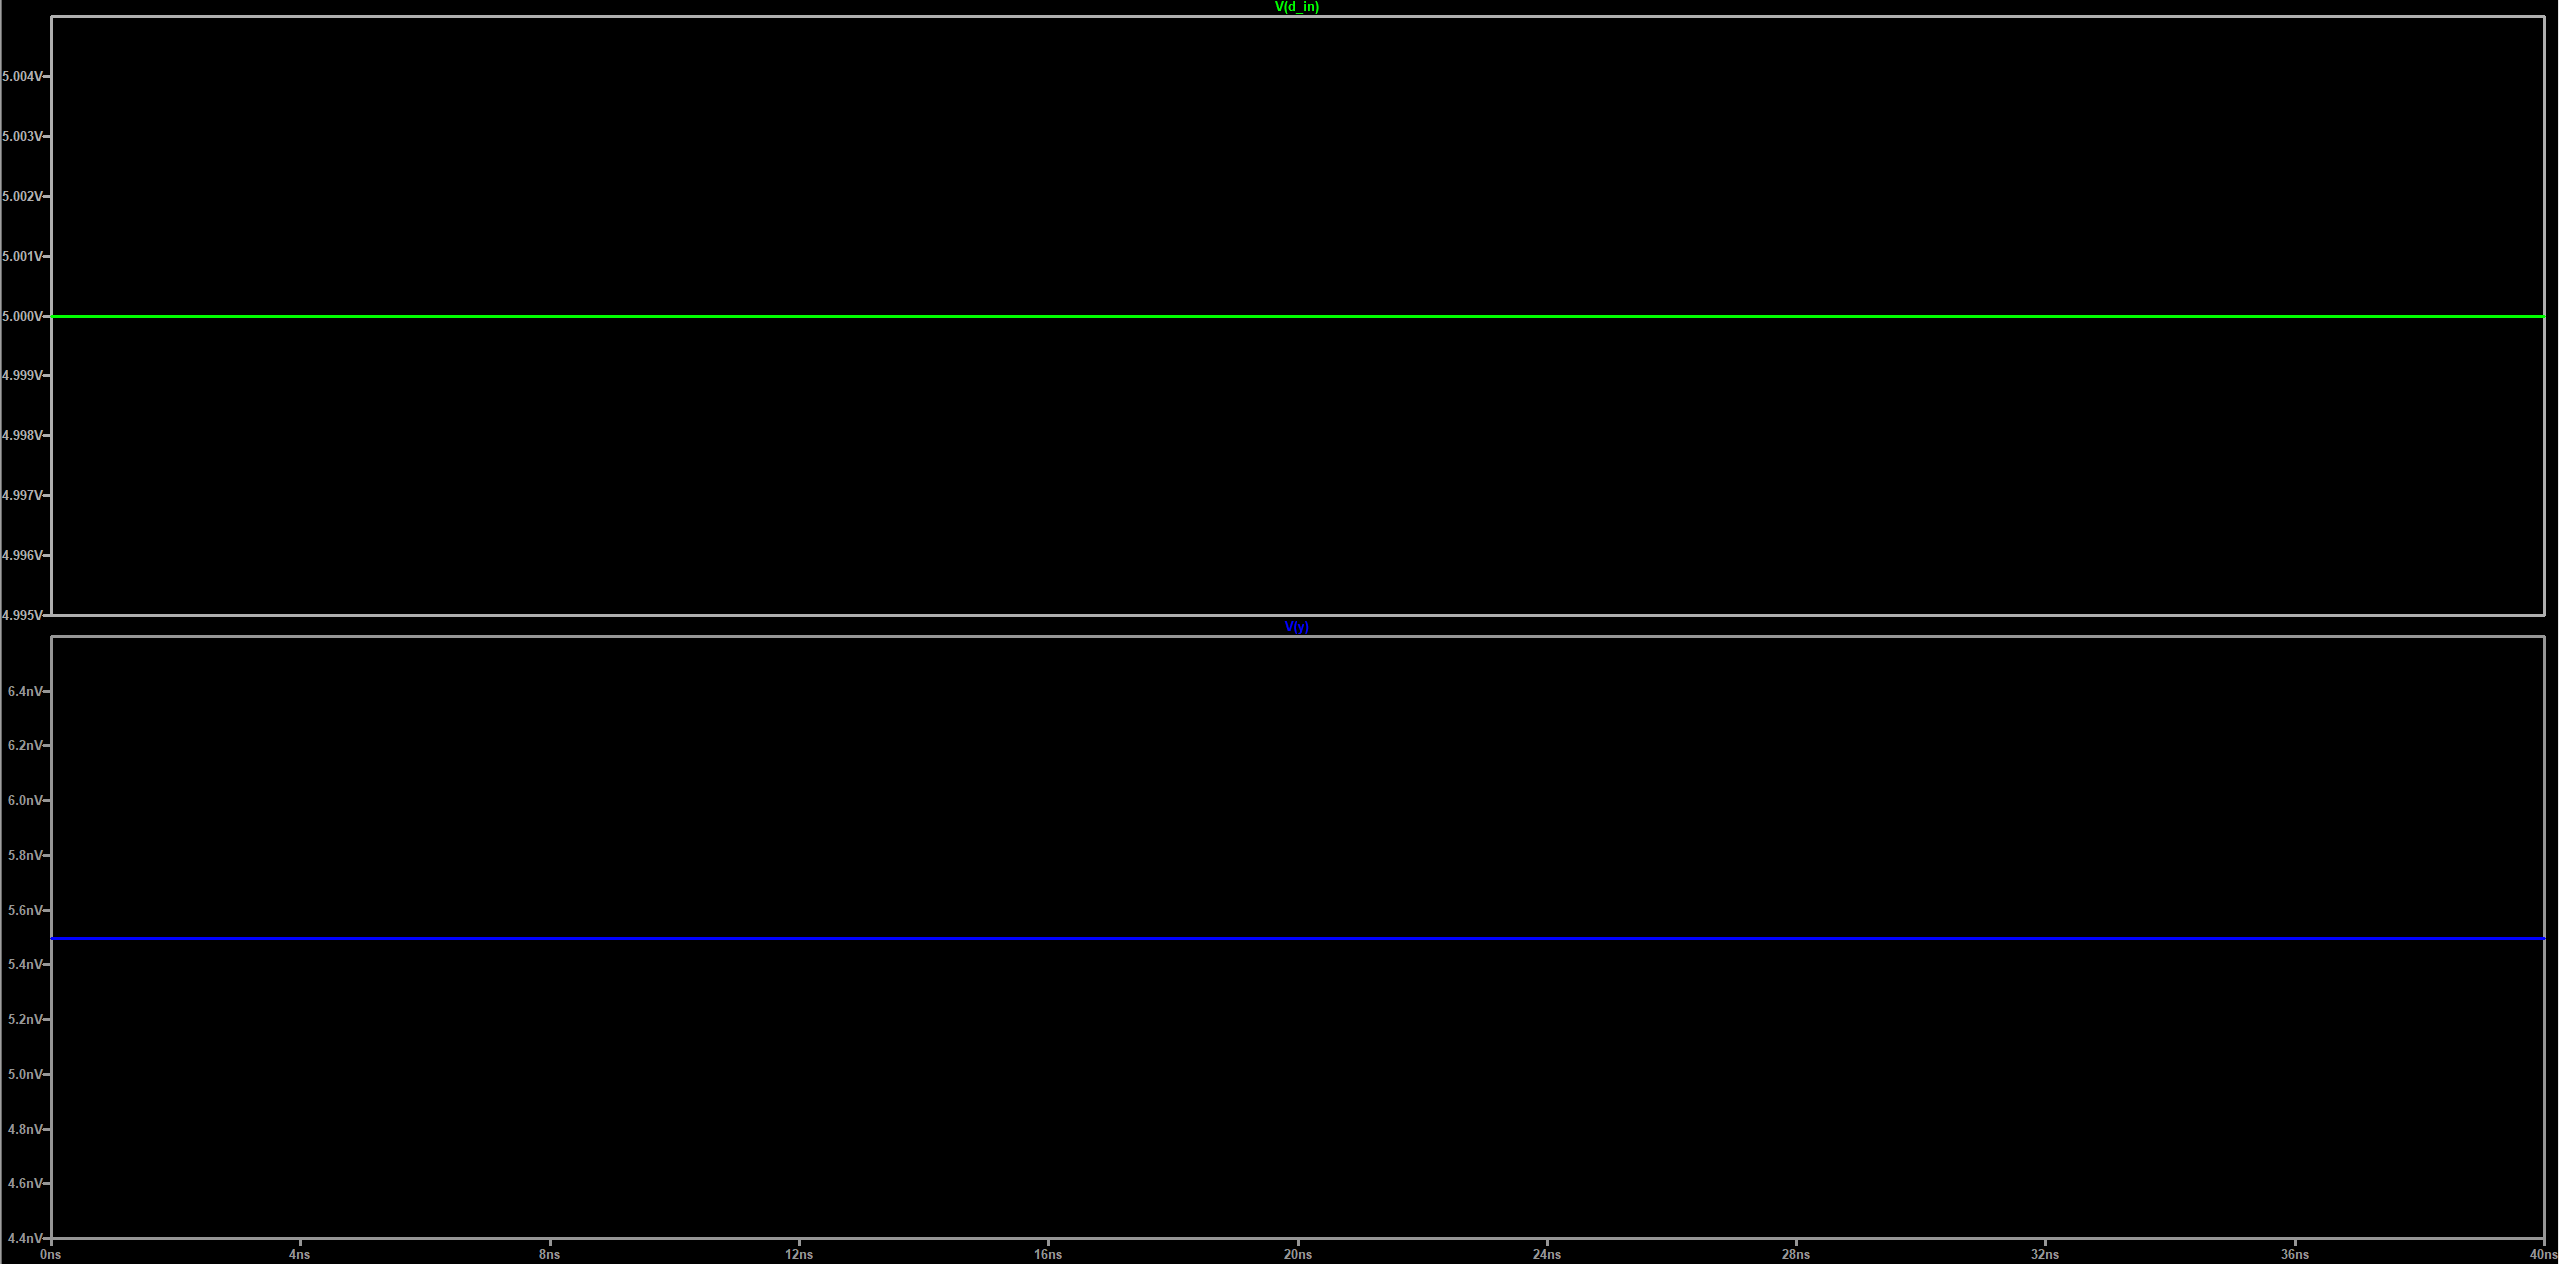 V(d_in)
5.004V
5.003V
5.002V
5.001V
5.000V
4.999V
4.998V
4.997V
4.996V
4.995V
V(y)
6.4nV
6.2nV
6.0nV
5.8nV
5.6nV
5.4nV
5.2nV
5.0nV
4.8nV
4.6nV
4.4nV
0ns 4ns 8ns 12ns 16ns 20ns 24ns 28ns 32ns 36ns 40ns